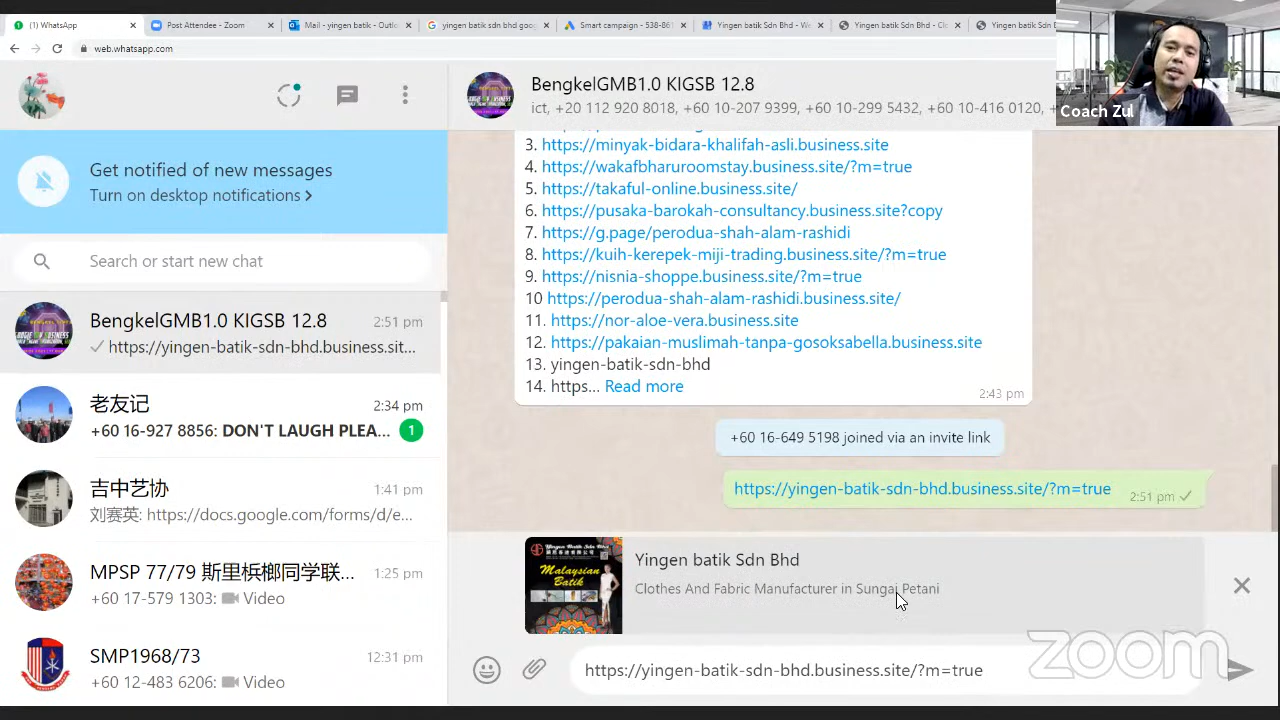 (1) WhatsApp
Post Attendee - Zoom
Mail - yingen batik - Outlo
yingen batik sdn bhd goog
Smart campaign - 538-861
Yingen batik Sdn Bhd - We
Yingen batik Sdn Bhd - Clo
Yingen batik Sdn B
web.whatsapp.com
Coach Zul
BengkelGMB1.0 KIGSB 12.8
ict, +20 112 920 8018, +60 10-207 9399, +60 10-299 5432, +60 10-416 0120,
Get notified of new messages
Turn on desktop notifications >
Search or start new chat
BengkelGMB1.0 KIGSB 12.8
2:51 pm
https://yingen-batik-sdn-bhd.business.sit...
老友记
2:34 pm
+60 16-927 8856: DON'T LAUGH PLEA...
1
吉中艺协
1:41 pm
刘赛英: https://docs.google.com/forms/d/e...
MPSP 77/79 斯里梹榔同学联...
1:25 pm
+60 17-579 1303: Video
SMP1968/73
12:31 pm
+60 12-483 6206: Video
3. https://minyak-bidara-khalifah-asli.business.site
4. https://wakafbharuroomstay.business.site/?m=true
5. https://takaful-online.business.site/
6. https://pusaka-barokah-consultancy.business.site?copy
7. https://g.page/perodua-shah-alam-rashidi
8. https://kuih-kerepek-miji-trading.business.site/?m=true
9. https://nisnia-shoppe.business.site/?m=true
10 https://perodua-shah-alam-rashidi.business.site/
11. https://nor-aloe-vera.business.site
12. https://pakaian-muslimah-tanpa-gosoksabella.business.site
13. yingen-batik-sdn-bhd
14. https... Read more
2:43 pm
+60 16-649 5198 joined via an invite link
https://yingen-batik-sdn-bhd.business.site/?m=true
2:51 pm
Yingen Batik Sdn Bhd
Malaysian
Batik
Yingen batik Sdn Bhd
Clothes And Fabric Manufacturer in Sungai Petani
https://yingen-batik-sdn-bhd.business.site/?m=true
zoom